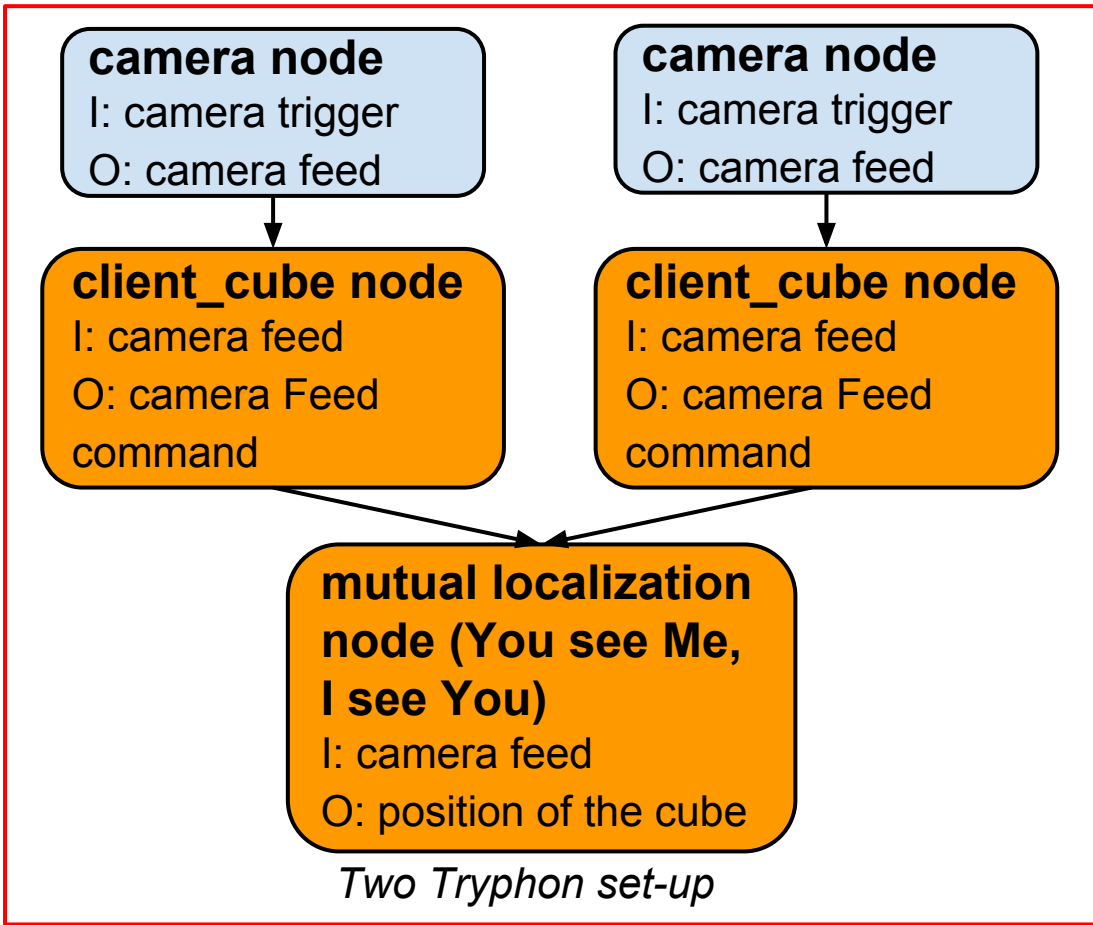 camera node
I: camera trigger
O: camera feed
camera node
I: camera trigger
O: camera feed
client_cube node
I: camera feed
O: camera Feed
command
client_cube node
I: camera feed
O: camera Feed
command
mutual localization
node (You see Me,
I see You)
I: camera feed
O: position of the cube
Two Tryphon set-up